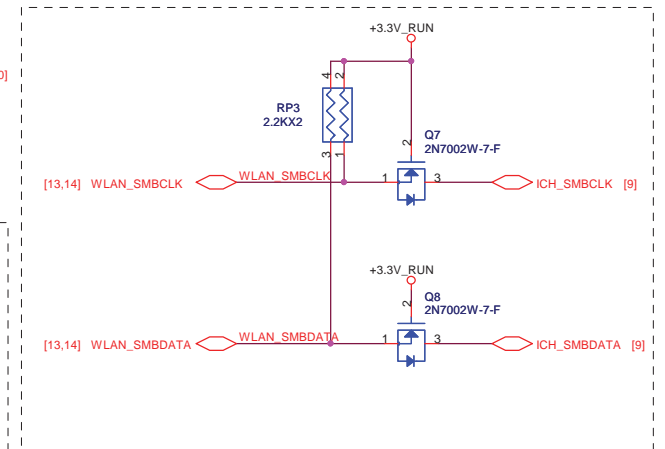 +3.3V_RUN
0]
4 2
RP3
2.2KX2
3 1
2
Q7
2N7002W-7-F
[13,14] WLAN_SMBCLK
WLAN_SMBCLK
1
3
ICH_SMBCLK [9]
+3.3V_RUN
2
Q8
2N7002W-7-F
[13,14] WLAN_SMBDATA
WLAN_SMBDATA
1
3
ICH_SMBDATA [9]